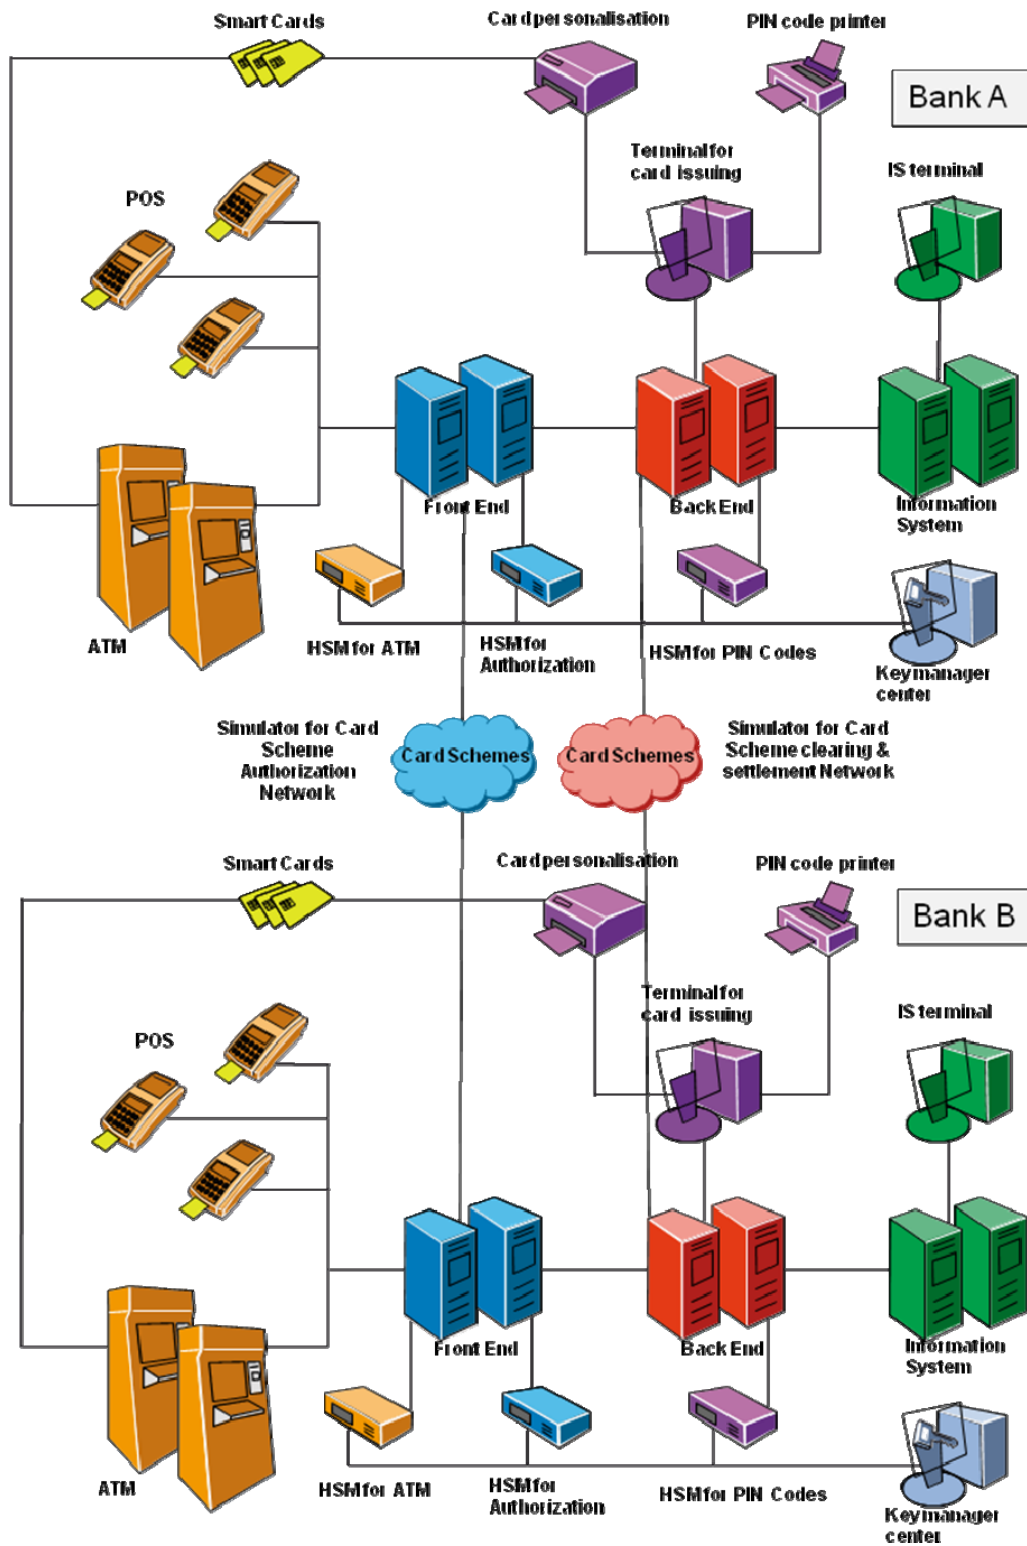 Smart Cards
Card personalisation
PIN code printer
Bank A
Terminal for
card issuing
IS terminal
POS
Front End
Back End
Information
System
ATM
HSM for ATM
HSM for
Authorization
HSM for PIN Codes
Key manager
center
Simulator for Card
Scheme
Authorization
Network
Card Schemes
Card Schemes
Simulator for Card
Scheme clearing &
settlement Network
Smart Cards
Card personalisation
PIN code printer
Bank B
Terminal for
card issuing
IS terminal
POS
Front End
Back End
Information
System
ATM
HSM for ATM
HSM for
Authorization
HSM for PIN Codes
Key manager
center